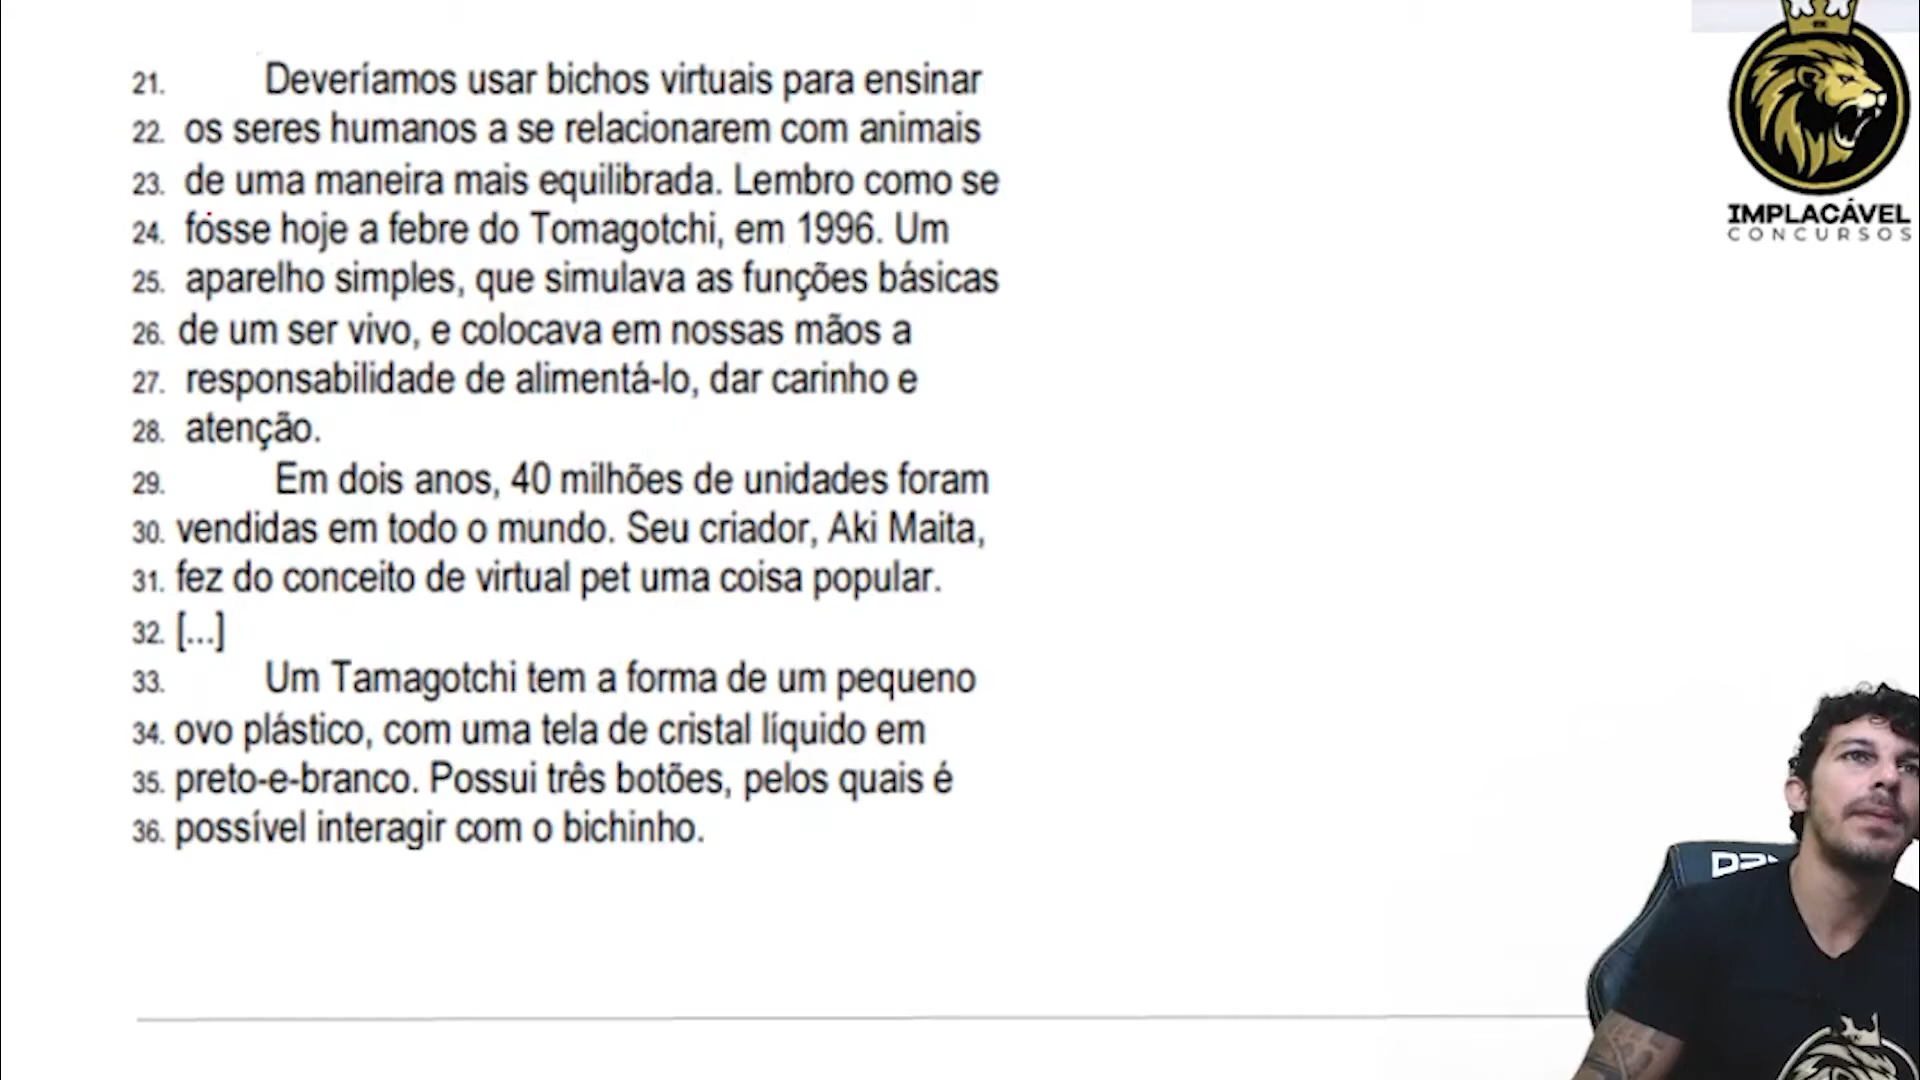 21. Deveríamos usar bichos virtuais para ensinar
22. os seres humanos a se relacionarem com animais
23. de uma maneira mais equilibrada. Lembro como se
24. fosse hoje a febre do Tomagotchi, em 1996. Um
25. aparelho simples, que simulava as funções básicas
26. de um ser vivo, e colocava em nossas mãos a
27. responsabilidade de alimentá-lo, dar carinho e
28. atenção.
29. Em dois anos, 40 milhões de unidades foram
30. vendidas em todo o mundo. Seu criador, Aki Maita,
31. fez do conceito de virtual pet uma coisa popular.
32. [...]
33. Um Tamagotchi tem a forma de um pequeno
34. ovo plástico, com uma tela de cristal líquido em
35. preto-e-branco. Possui três botões, pelos quais é
36. possível interagir com o bichinho.
IMPLACÁVEL
CONCURSOS